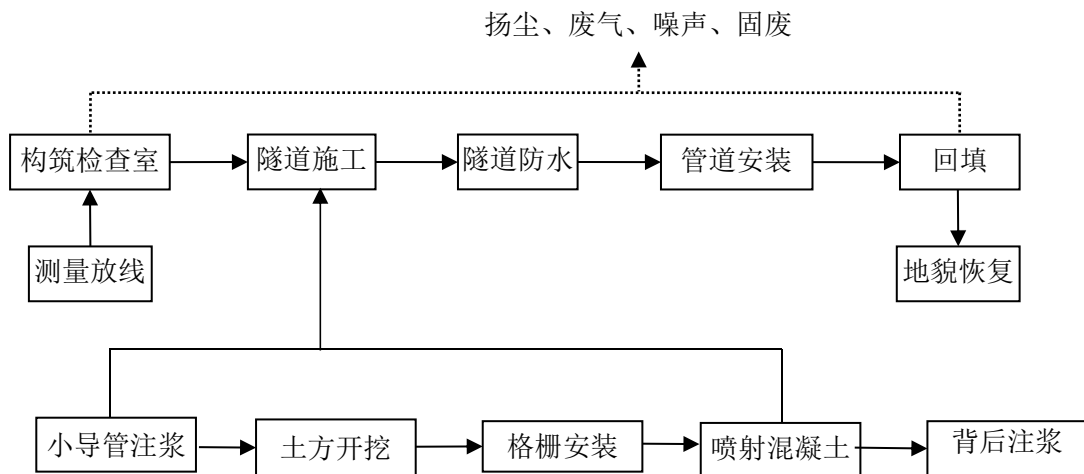 扬尘、废气、噪声、固废
构筑检查室
隧道施工
隧道防水
管道安装
回填
测量放线
地貌恢复
小导管注浆
土方开挖
格栅安装
喷射混凝土
背后注浆